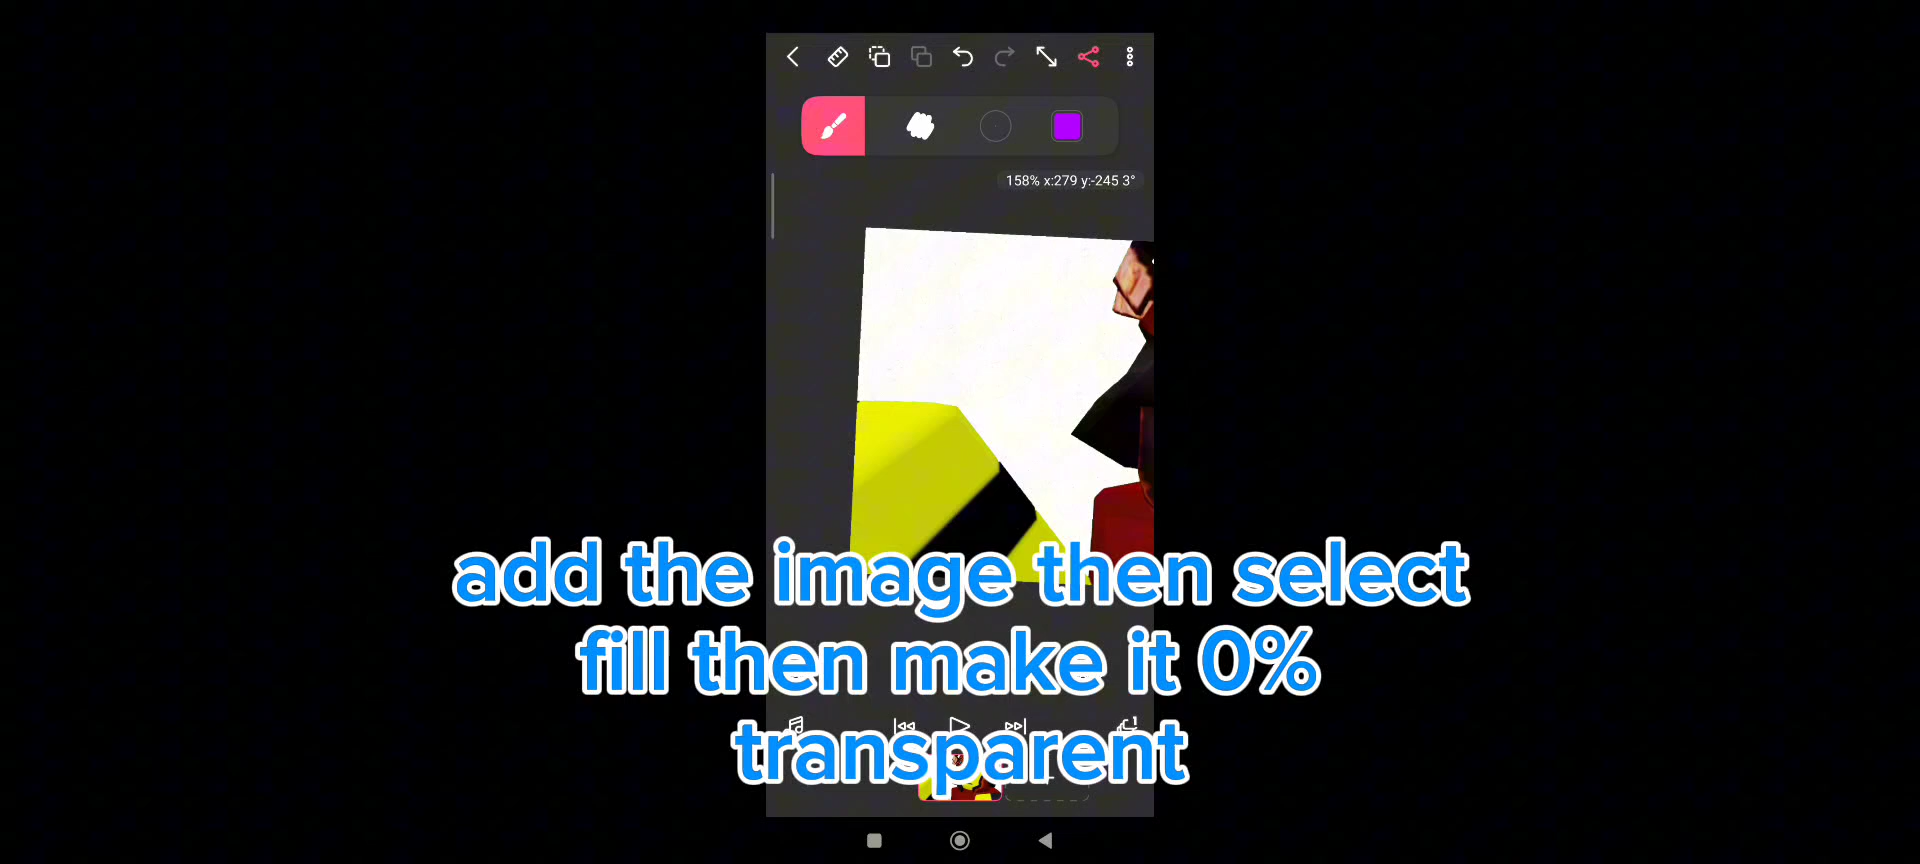 158% x:279 y:-245 3°
add the image then select
fill then make it 0%
transparent